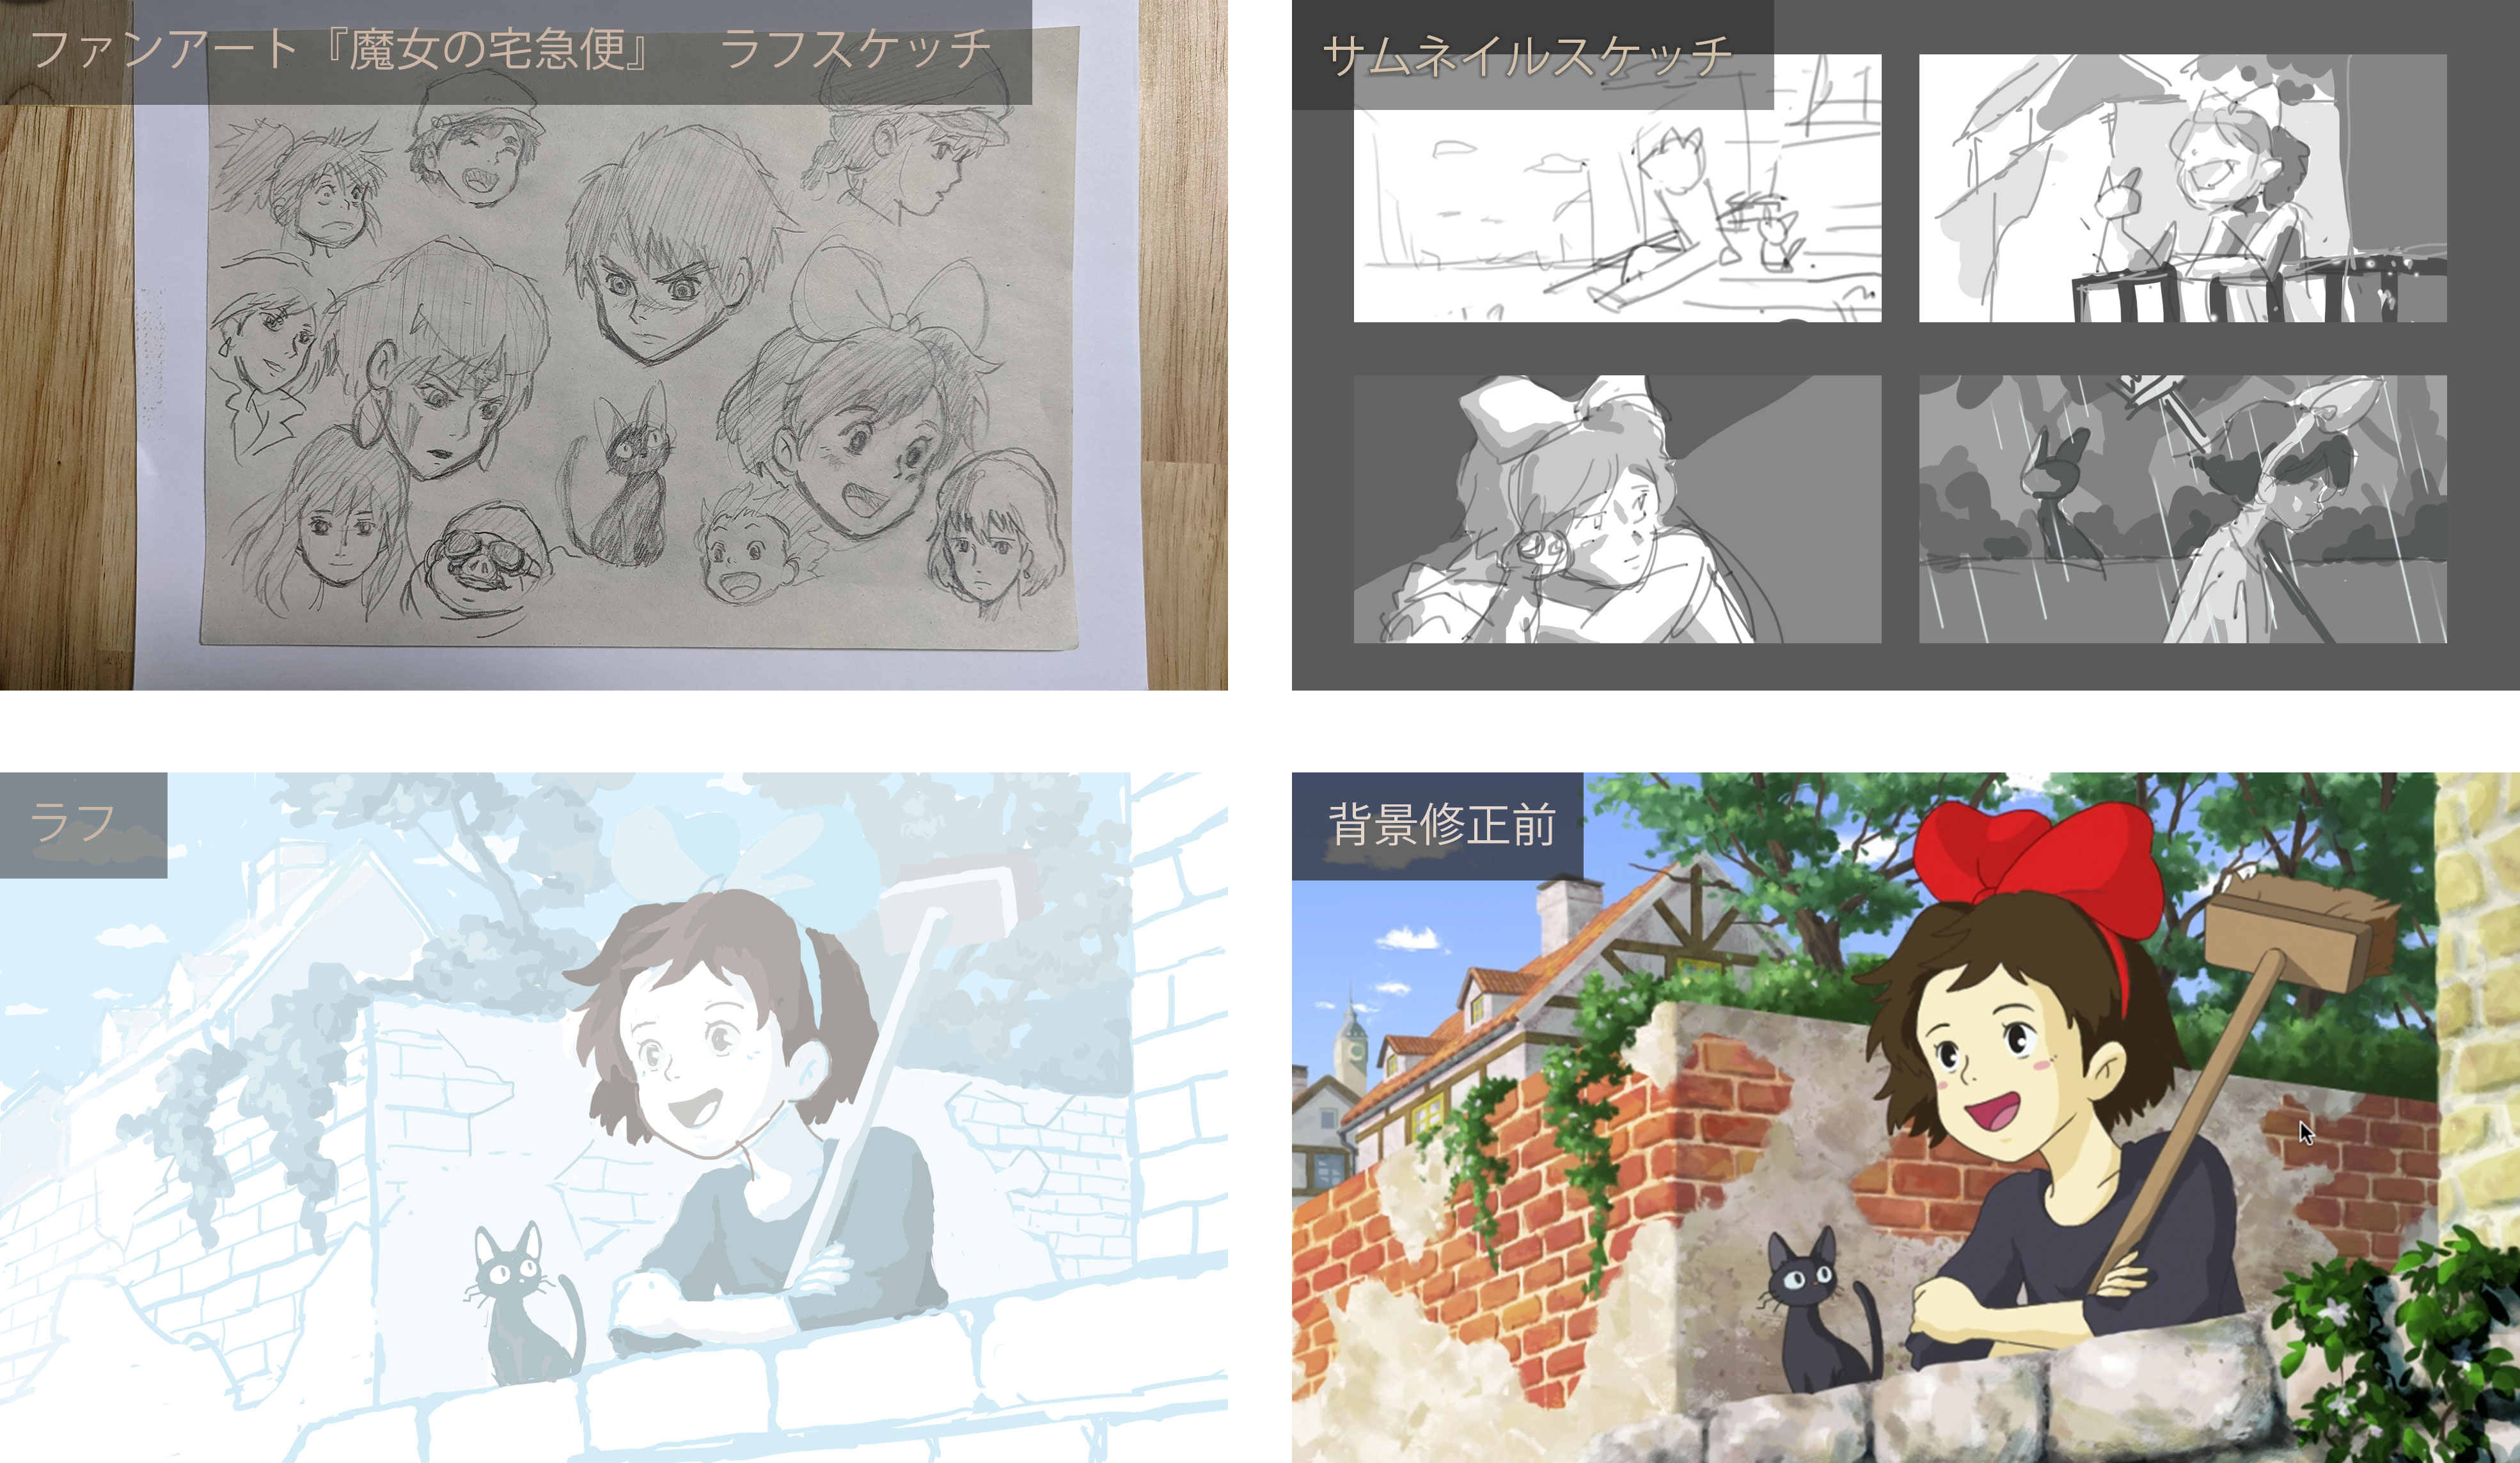 ファンアート『魔女の宅急便』　ラフスケッチ
サムネイルスケッチ
ラフ
背景修正前